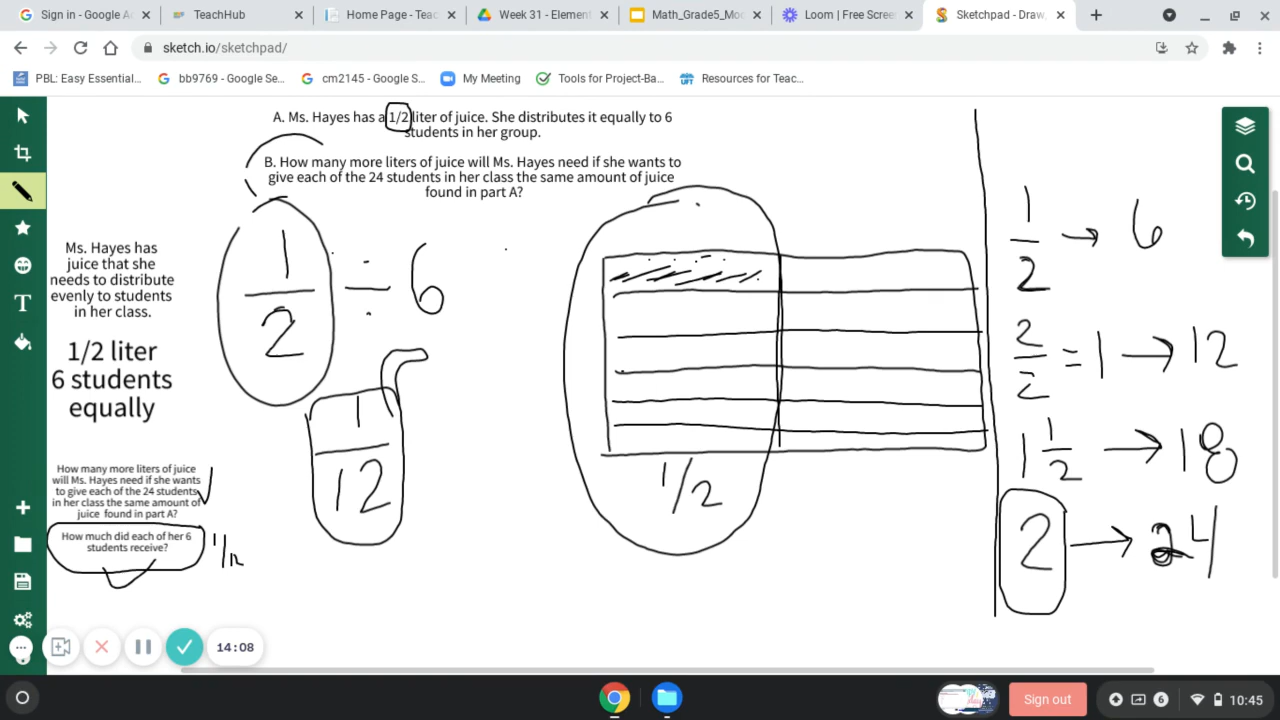 Sign in - Google Ac
TeachHub
Home Page - Teac
Week 31 - Elemen
Math_Grade5_Mo
Loom | Free Scree
Sketchpad - Draw,
sketch.io/sketchpad/
PBL: Easy Essential...
bb9769 - Google Se...
cm2145 - Google S...
My Meeting
Tools for Project-Ba...
Resources for Teac...
A. Ms. Hayes has a 1/2 liter of juice. She distributes it equally to 6
students in her group.
B. How many more liters of juice will Ms. Hayes need if she wants to
give each of the 24 students in her class the same amount of juice
found in part A?
Ms. Hayes has
juice that she
needs to distribute
evenly to students
in her class.
1/2 liter
6 students
equally
How many more liters of juice
will Ms. Hayes need if she wants
to give each of the 24 students
in her class the same amount of
juice found in part A?
How much did each of her 6
students receive?
1/12
1/2 ÷ 6
1/12
1/2
1/2 → 6
2/2 = 1 → 12
1 1/2 → 18
2 → 24
T
14:08
Sign out
6
10:45